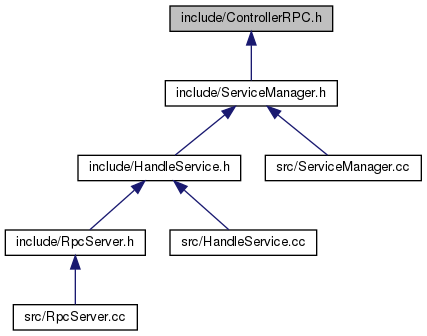 include/ControllerRPC.h
include/ServiceManager.h
include/HandleService.h
src/ServiceManager.cc
include/RpcServer.h
src/HandleService.cc
src/RpcServer.cc